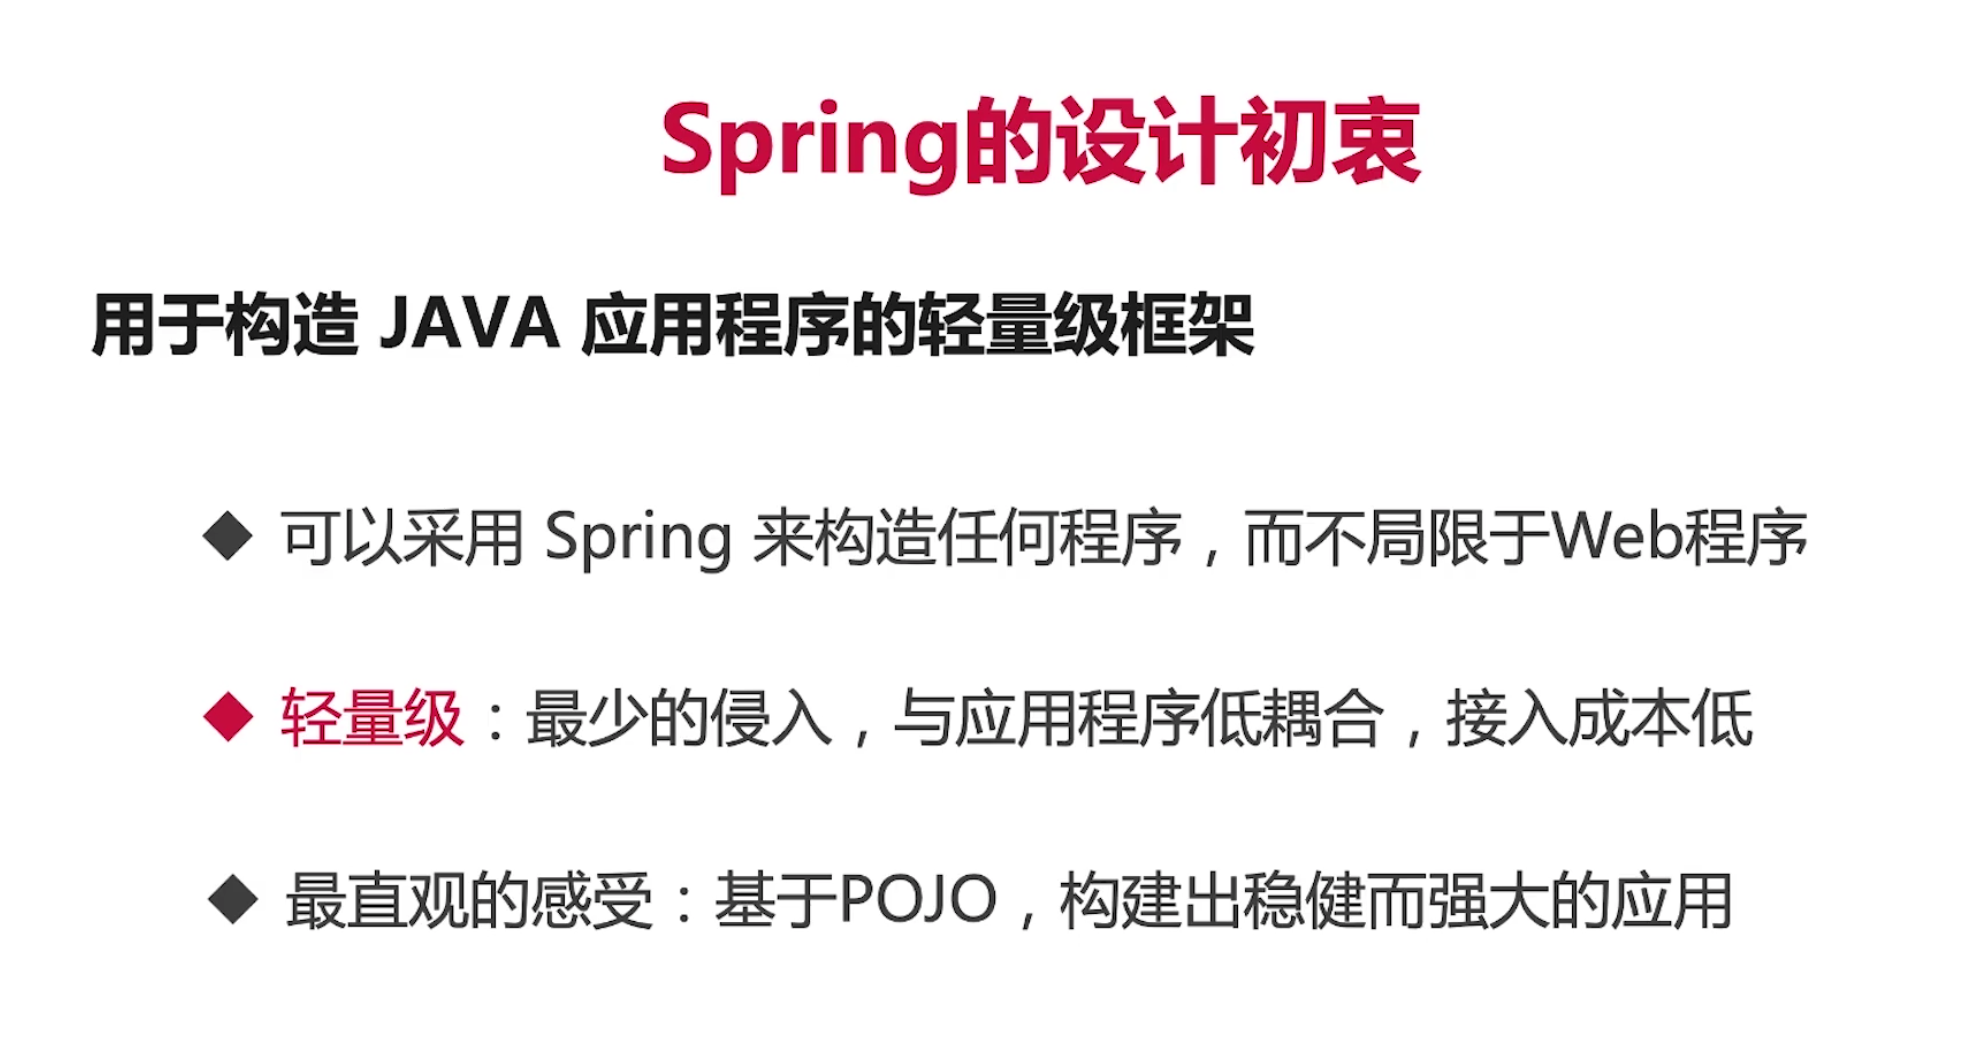 Spring的设计初衷
用于构造 JAVA 应用程序的轻量级框架
◆ 可以采用 Spring 来构造任何程序，而不局限于Web程序
◆ 轻量级：最少的侵入，与应用程序低耦合，接入成本低
◆ 最直观的感受：基于POJO，构建出稳健而强大的应用